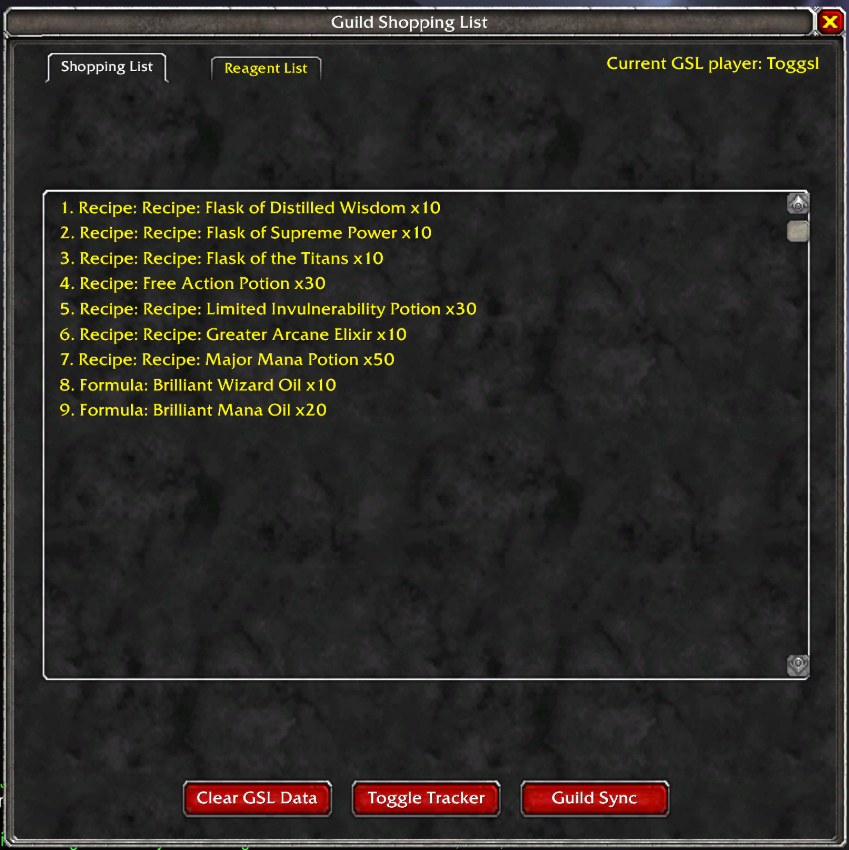 Guild Shopping List
Shopping List
Reagent List
Current GSL player: Toggsl
1. Recipe: Recipe: Flask of Distilled Wisdom x10
2. Recipe: Recipe: Flask of Supreme Power x10
3. Recipe: Recipe: Flask of the Titans x10
4. Recipe: Free Action Potion x30
5. Recipe: Recipe: Limited Invulnerability Potion x30
6. Recipe: Recipe: Greater Arcane Elixir x10
7. Recipe: Recipe: Major Mana Potion x50
8. Formula: Brilliant Wizard Oil x10
9. Formula: Brilliant Mana Oil x20
Clear GSL Data
Toggle Tracker
Guild Sync